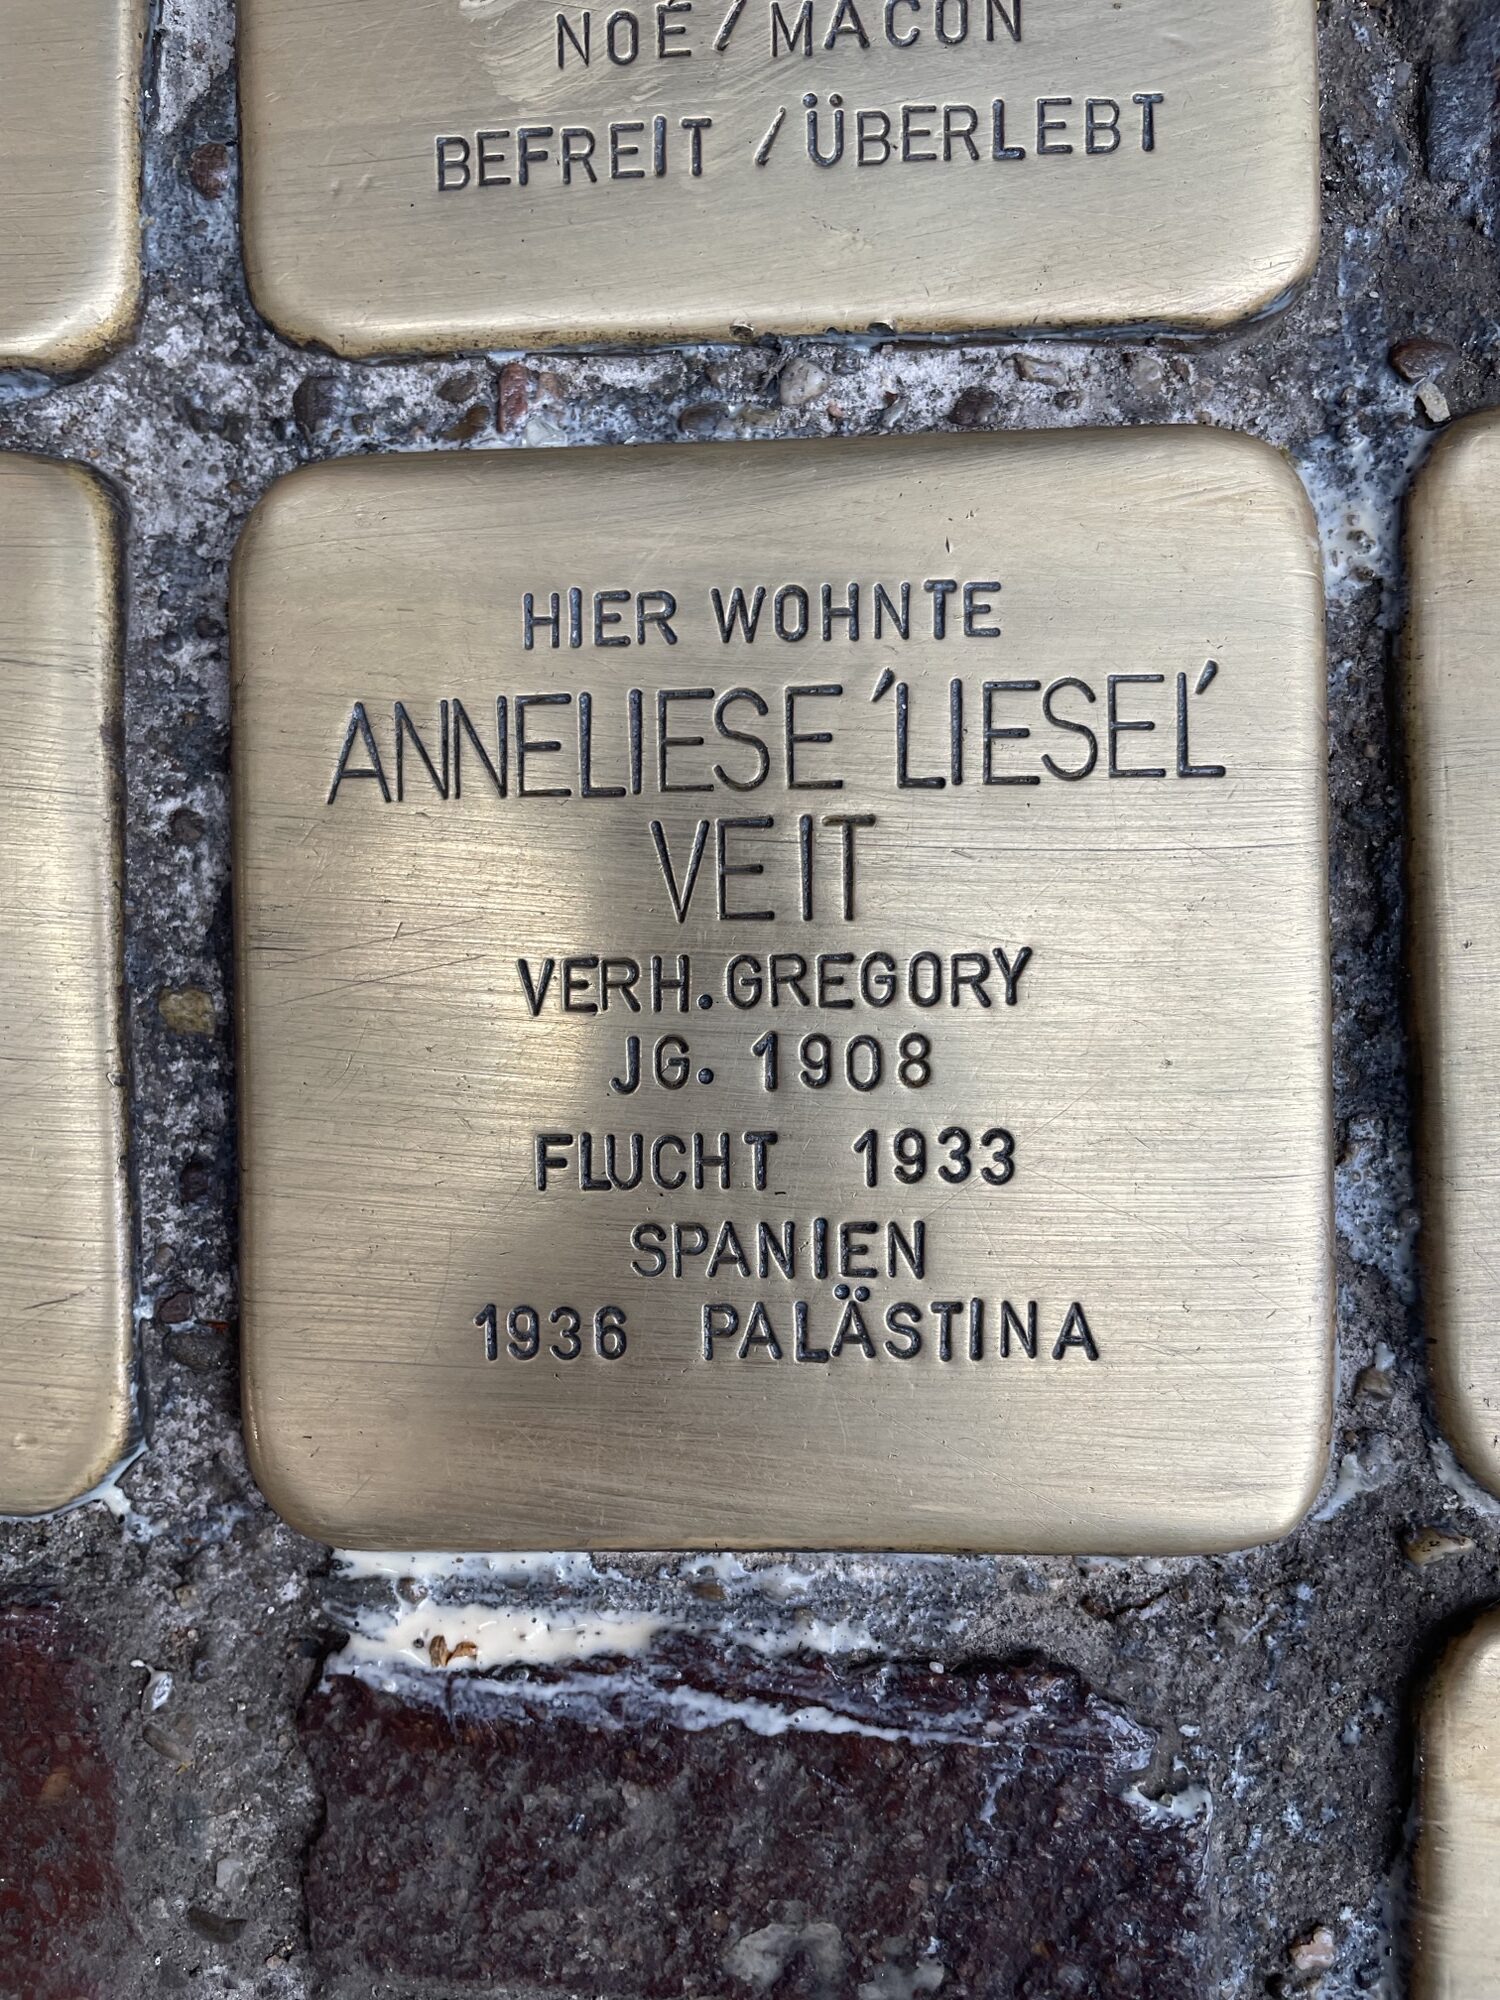 NOÉ / MACON
BEFREIT / ÜBERLEBT
HIER WOHNTE
ANNELIESE 'LIESEL'
VEIT
VERH. GREGORY
JG. 1908
FLUCHT 1933
SPANIEN
1936 PALÄSTINA